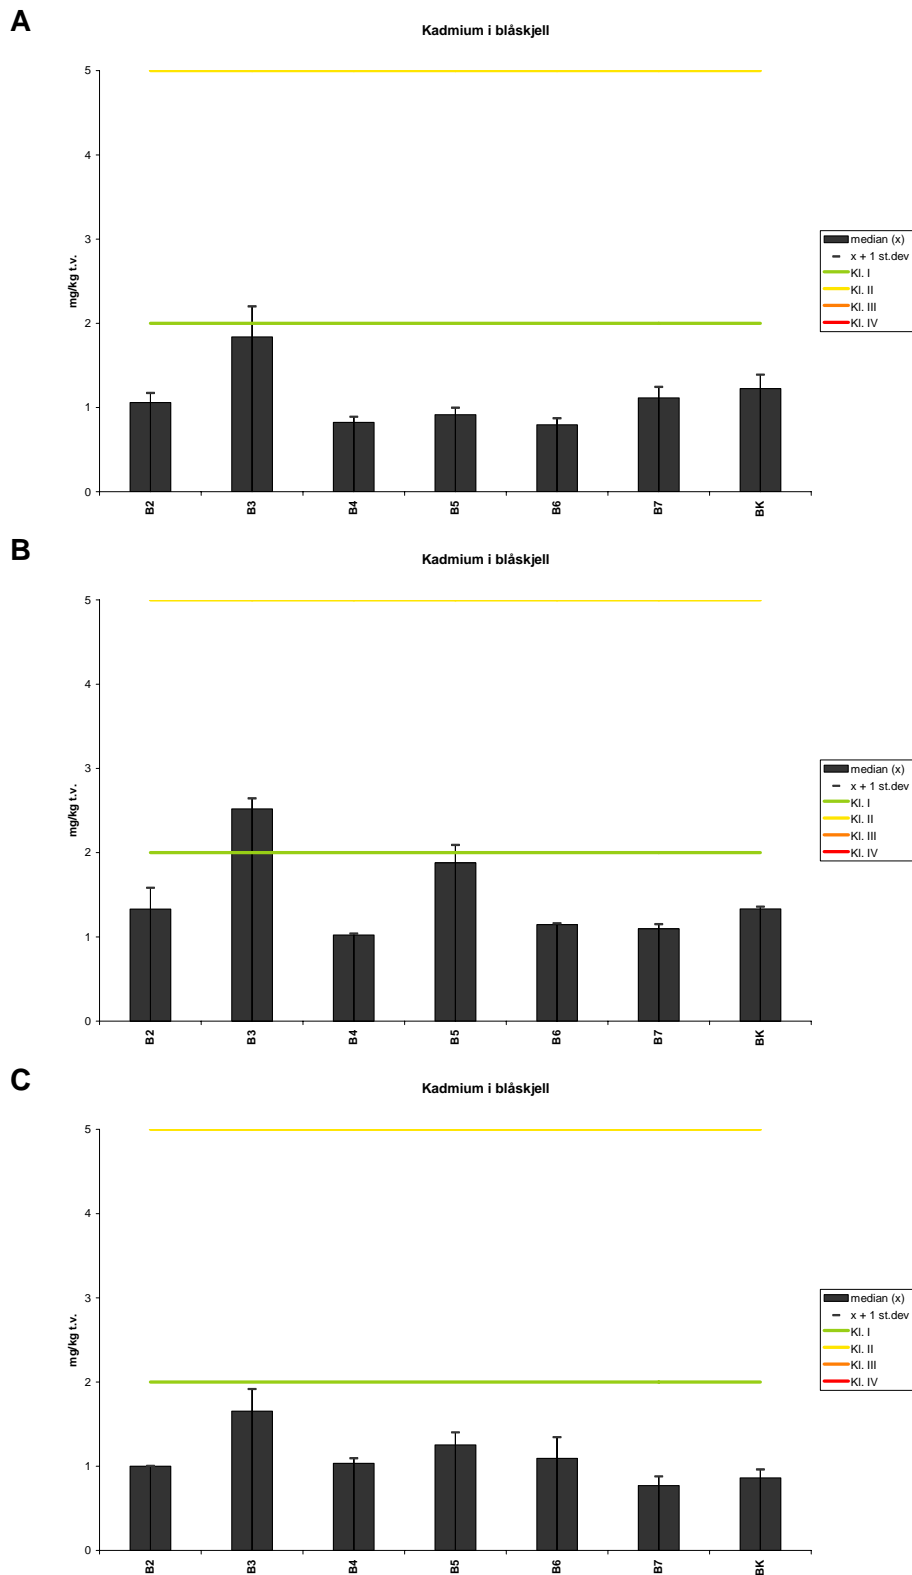 A
Kadmium i blåskjell
mg/kg t.v.
5
4
3
2
1
0
B2
B3
B4
B5
B6
B7
BK
median (x)
x + 1 st.dev
Kl. I
Kl. II
Kl. III
Kl. IV
B
Kadmium i blåskjell
mg/kg t.v.
5
4
3
2
1
0
B2
B3
B4
B5
B6
B7
BK
median (x)
x + 1 st.dev
Kl. I
Kl. II
Kl. III
Kl. IV
C
Kadmium i blåskjell
mg/kg t.v.
5
4
3
2
1
0
B2
B3
B4
B5
B6
B7
BK
median (x)
x + 1 st.dev
Kl. I
Kl. II
Kl. III
Kl. IV